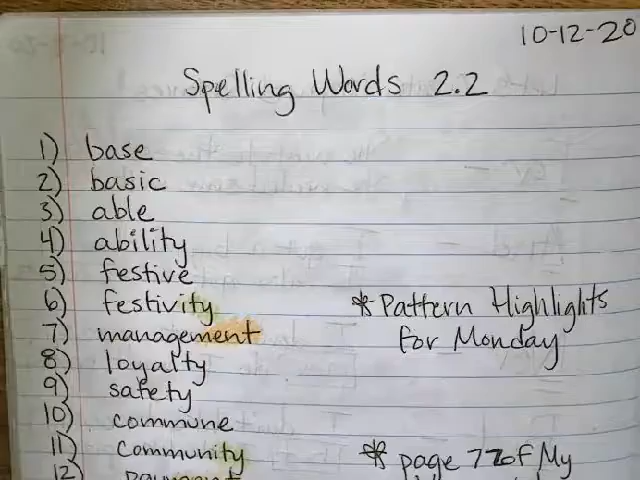 10-12-20
Spelling Words 2.2
1) base
2) basic
3) able
4) ability
5) festive
6) festivity
* Pattern Highlights
7) management
for Monday
8) loyalty
9) safety
10) commune
11) community
* page 77 of My
12)